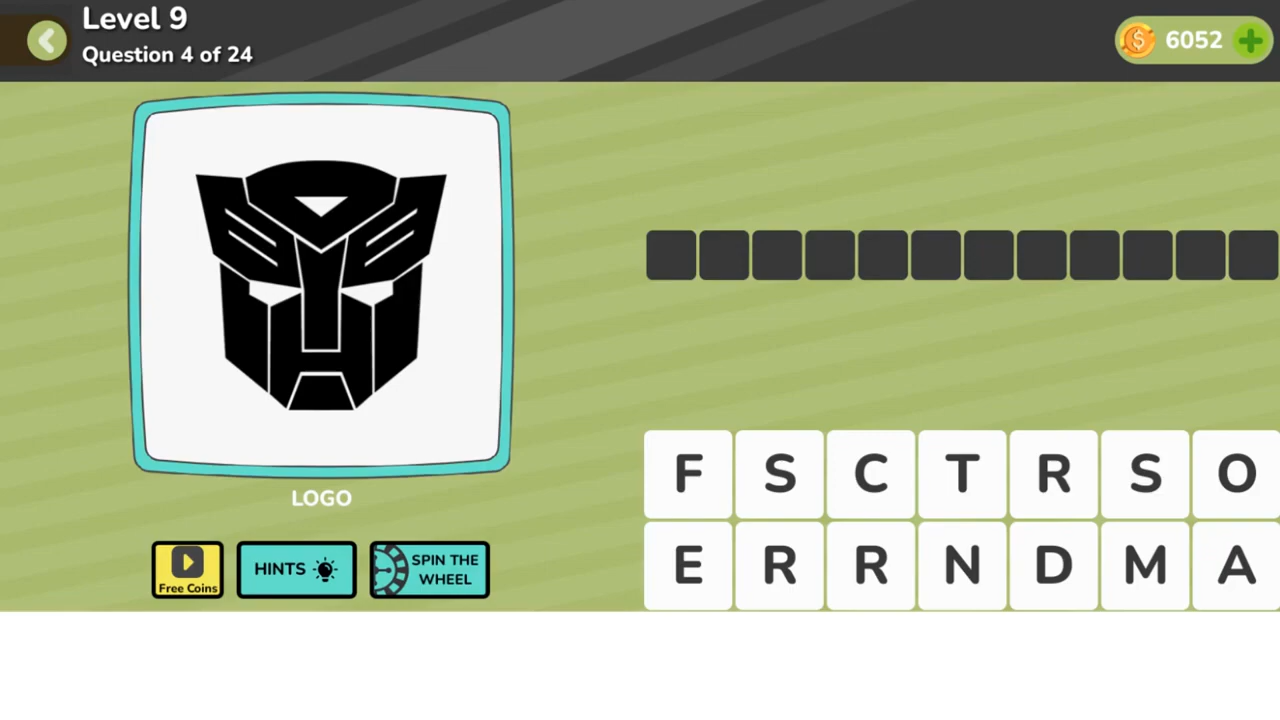 Level 9
Question 4 of 24
6052
LOGO
Free Coins
HINTS
SPIN THE
WHEEL
F S C T R S O
E R R N D M A